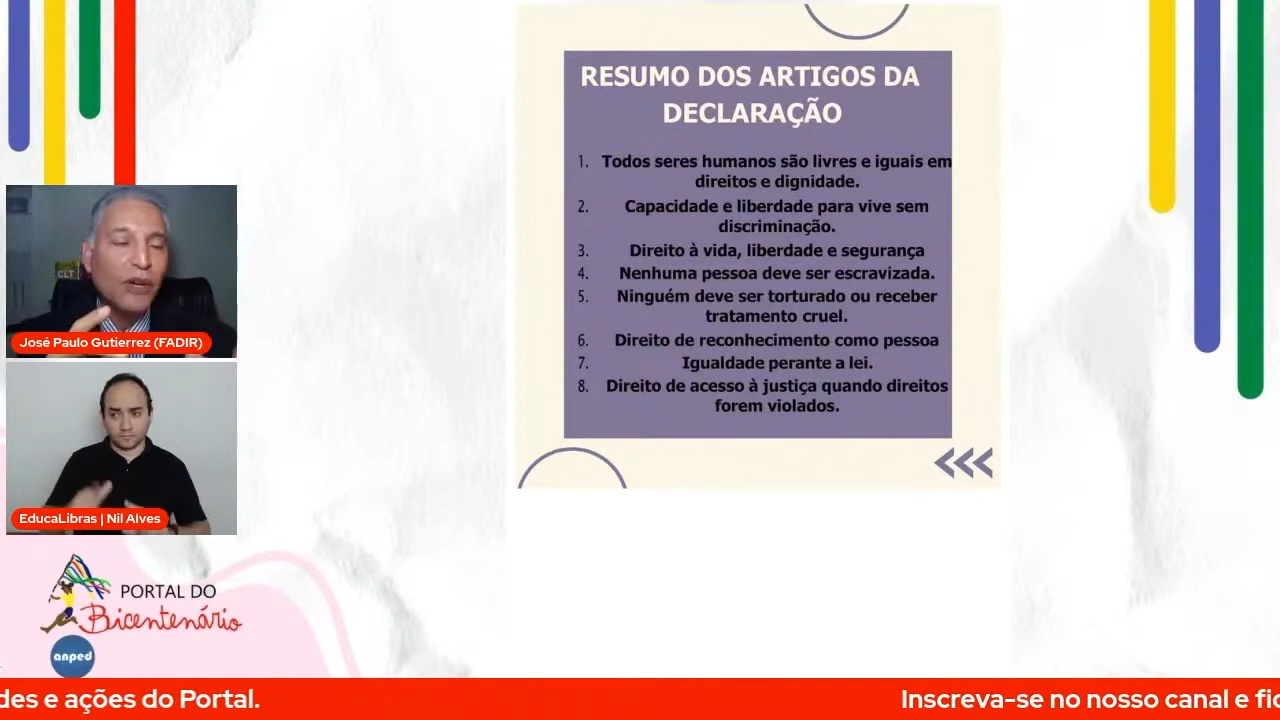 RESUMO DOS ARTIGOS DA
DECLARAÇÃO
1. Todos seres humanos são livres e iguais em
direitos e dignidade.
2. Capacidade e liberdade para vive sem
discriminação.
3. Direito à vida, liberdade e segurança
4. Nenhuma pessoa deve ser escravizada.
5. Ninguém deve ser torturado ou receber
tratamento cruel.
6. Direito de reconhecimento como pessoa
7. Igualdade perante a lei.
8. Direito de acesso à justiça quando direitos
forem violados.
CLT
José Paulo Gutierrez (FADIR)
EducaLibras | Nil Alves
PORTAL DO
Bicentenário
anped
des e ações do Portal.
Inscreva-se no nosso canal e fic